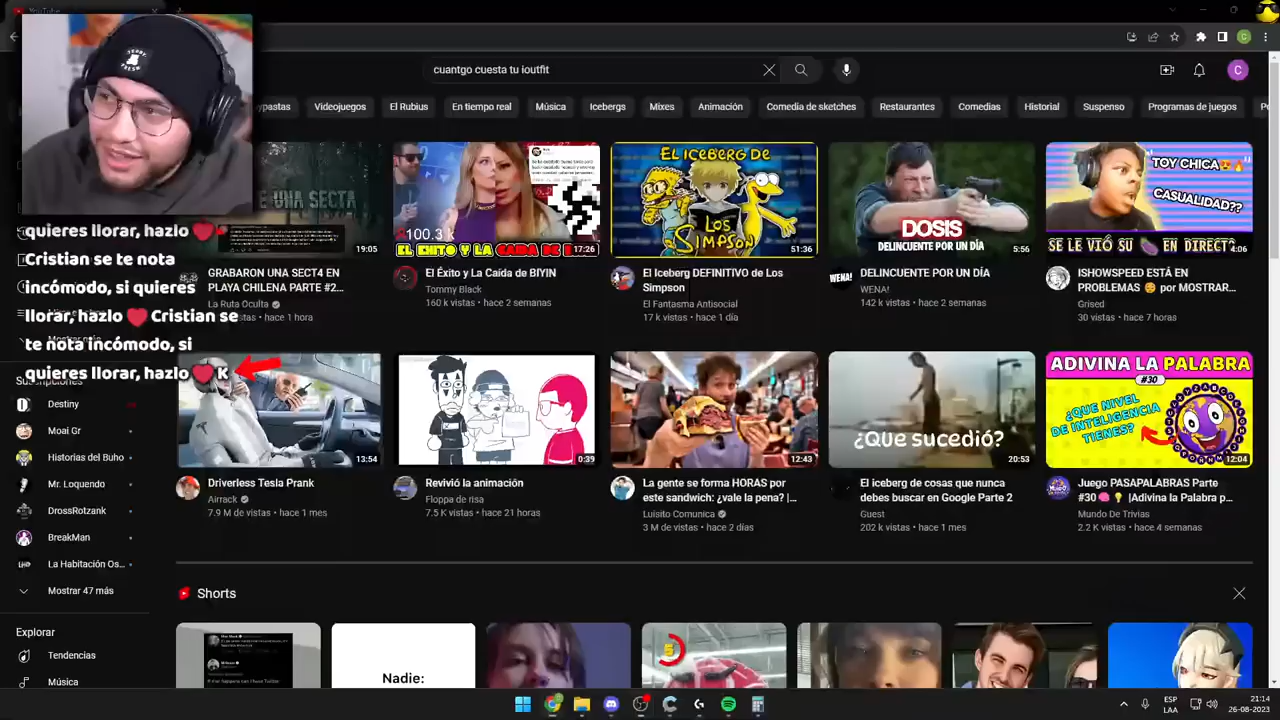 YouTube
cuantgo cuesta tu ioutfit
ypastas
Videojuegos
El Rubius
En tiempo real
Música
Icebergs
Mixes
Animación
Comedia de sketches
Restaurantes
Comedias
Historial
Suspenso
Programas de juegos
E UNA SECTA
19:05
100.3
EL ÉXITO Y LA CAÍDA DE B
EL ICEBERG DE
51:36
DOSIS
DELINCUENTE POR UN DÍA
TOY CHICA
CASUALIDAD??
SE LE VIÓ SU
EN DIRECT
4:06
quieres llorar, hazlo ❤️
Cristian se te nota
incómodo, si quieres
llorar, hazlo ❤️ Cristian se
te nota incómodo, si
quieres llorar, hazlo ❤️ K
GRABARON UNA SECT4 EN
PLAYA CHILENA PARTE #2...
La Ruta Oculta
vistas • hace 1 hora
El Éxito y La Caída de BIYIN
Tommy Black
160 k vistas • hace 2 semanas
El Iceberg DEFINITIVO de Los
Simpson
El Fantasma Antisocial
17 k vistas • hace 1 día
WENA!
DELINCUENTE POR UN DÍA
WENA!
142 k vistas • hace 2 semanas
ISHOWSPEED ESTÁ EN
PROBLEMAS 😳 por MOSTRAR...
Grised
30 vistas • hace 7 horas
Suscripciones
Destiny
Moai Gr
Historias del Buho
Mr. Loquendo
DrossRotzank
BreakMan
La Habitación Os...
Mostrar 47 más
Explorar
Tendencias
Música
13:54
Driverless Tesla Prank
Airrack
7.9 M de vistas • hace 1 mes
0:39
Revivió la animación
Floppa de risa
7.5 K vistas • hace 21 horas
12:43
La gente se forma HORAS por
este sandwich: ¿vale la pena? |...
Luisito Comunica
3 M de vistas • hace 2 días
¿Que sucedió?
20:53
El iceberg de cosas que nunca
debes buscar en Google Parte 2
Guest
202 k vistas • hace 1 mes
ADIVINA LA PALABRA
#30
¿QUE NIVEL
DE INTELIGENCIA
TIENES?
12:04
Juego PASAPALABRAS Parte
#30🧠💡 |Adivina la Palabra p...
Mundo De Trivias
2.2 K vistas • hace 4 semanas
Shorts
Nadie:
ESP
LAA
21:14
26-08-2023